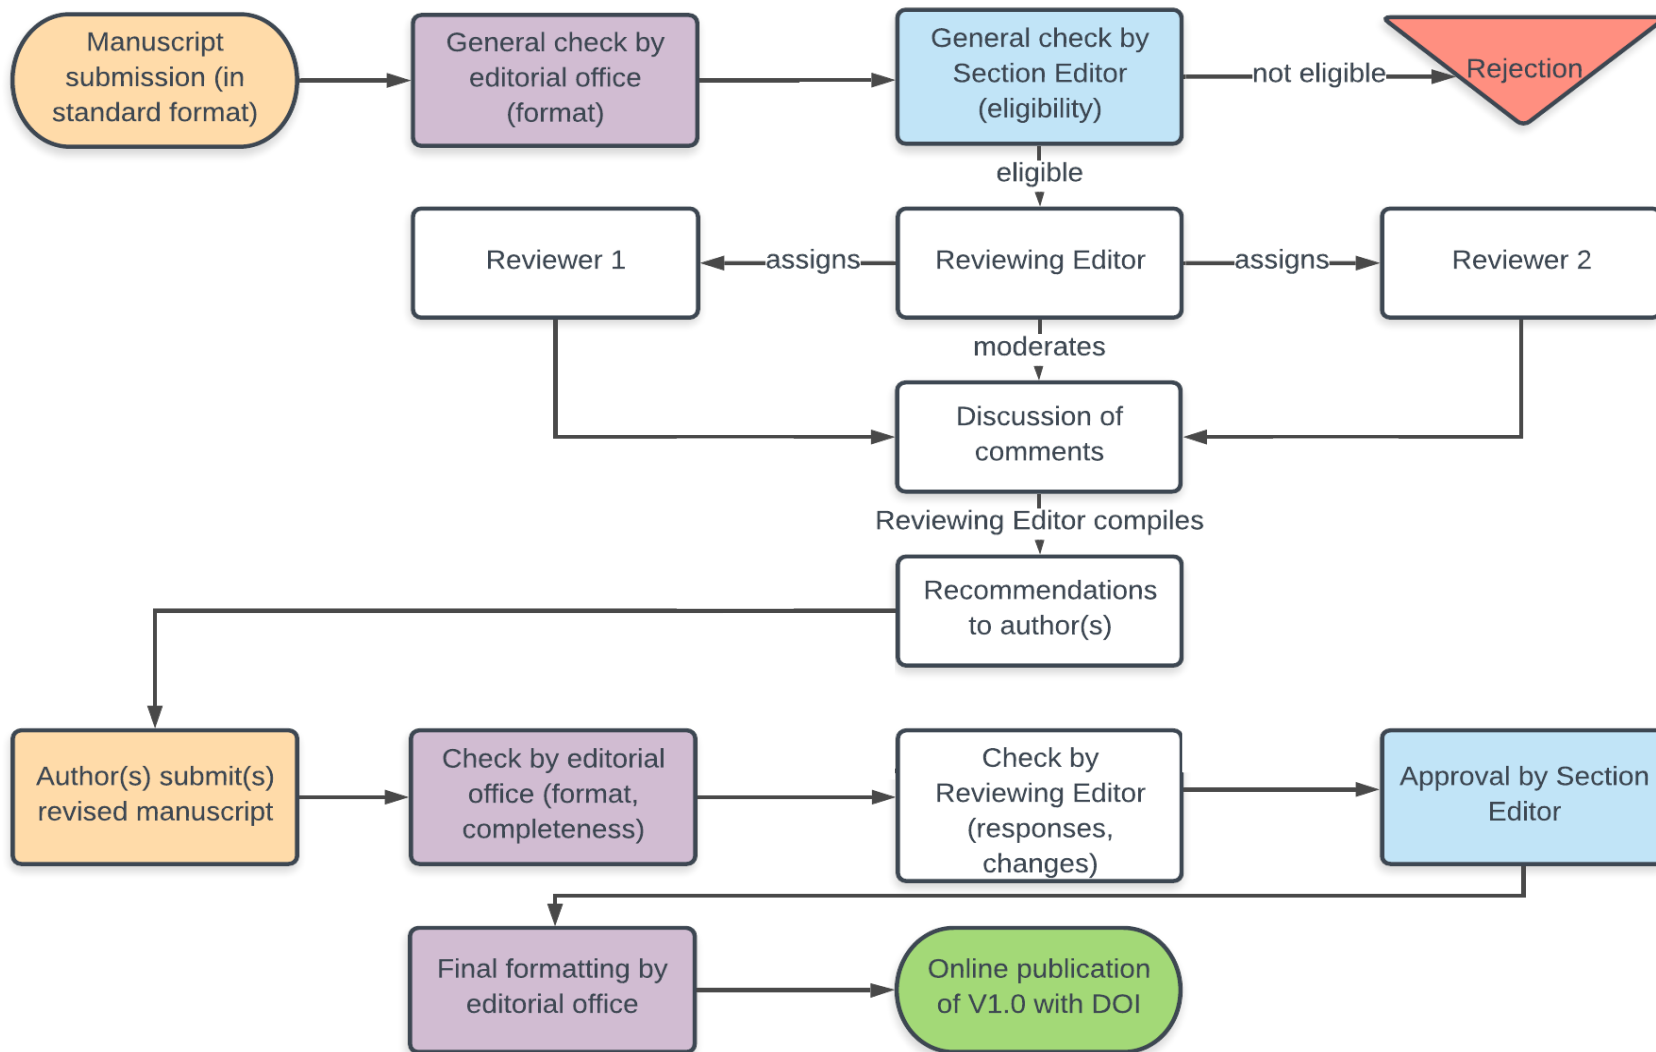 Manuscript
submission (in
standard format)
General check by
editorial office
(format)
General check by
Section Editor
(eligibility)
not eligible
Rejection
eligible
Reviewer 1
assigns
Reviewing Editor
assigns
Reviewer 2
moderates
Discussion of
comments
Reviewing Editor compiles
Recommendations
to author(s)
Author(s) submit(s)
revised manuscript
Check by editorial
office (format,
completeness)
Check by
Reviewing Editor
(responses,
changes)
Approval by Section
Editor
Final formatting by
editorial office
Online publication
of V1.0 with DOI